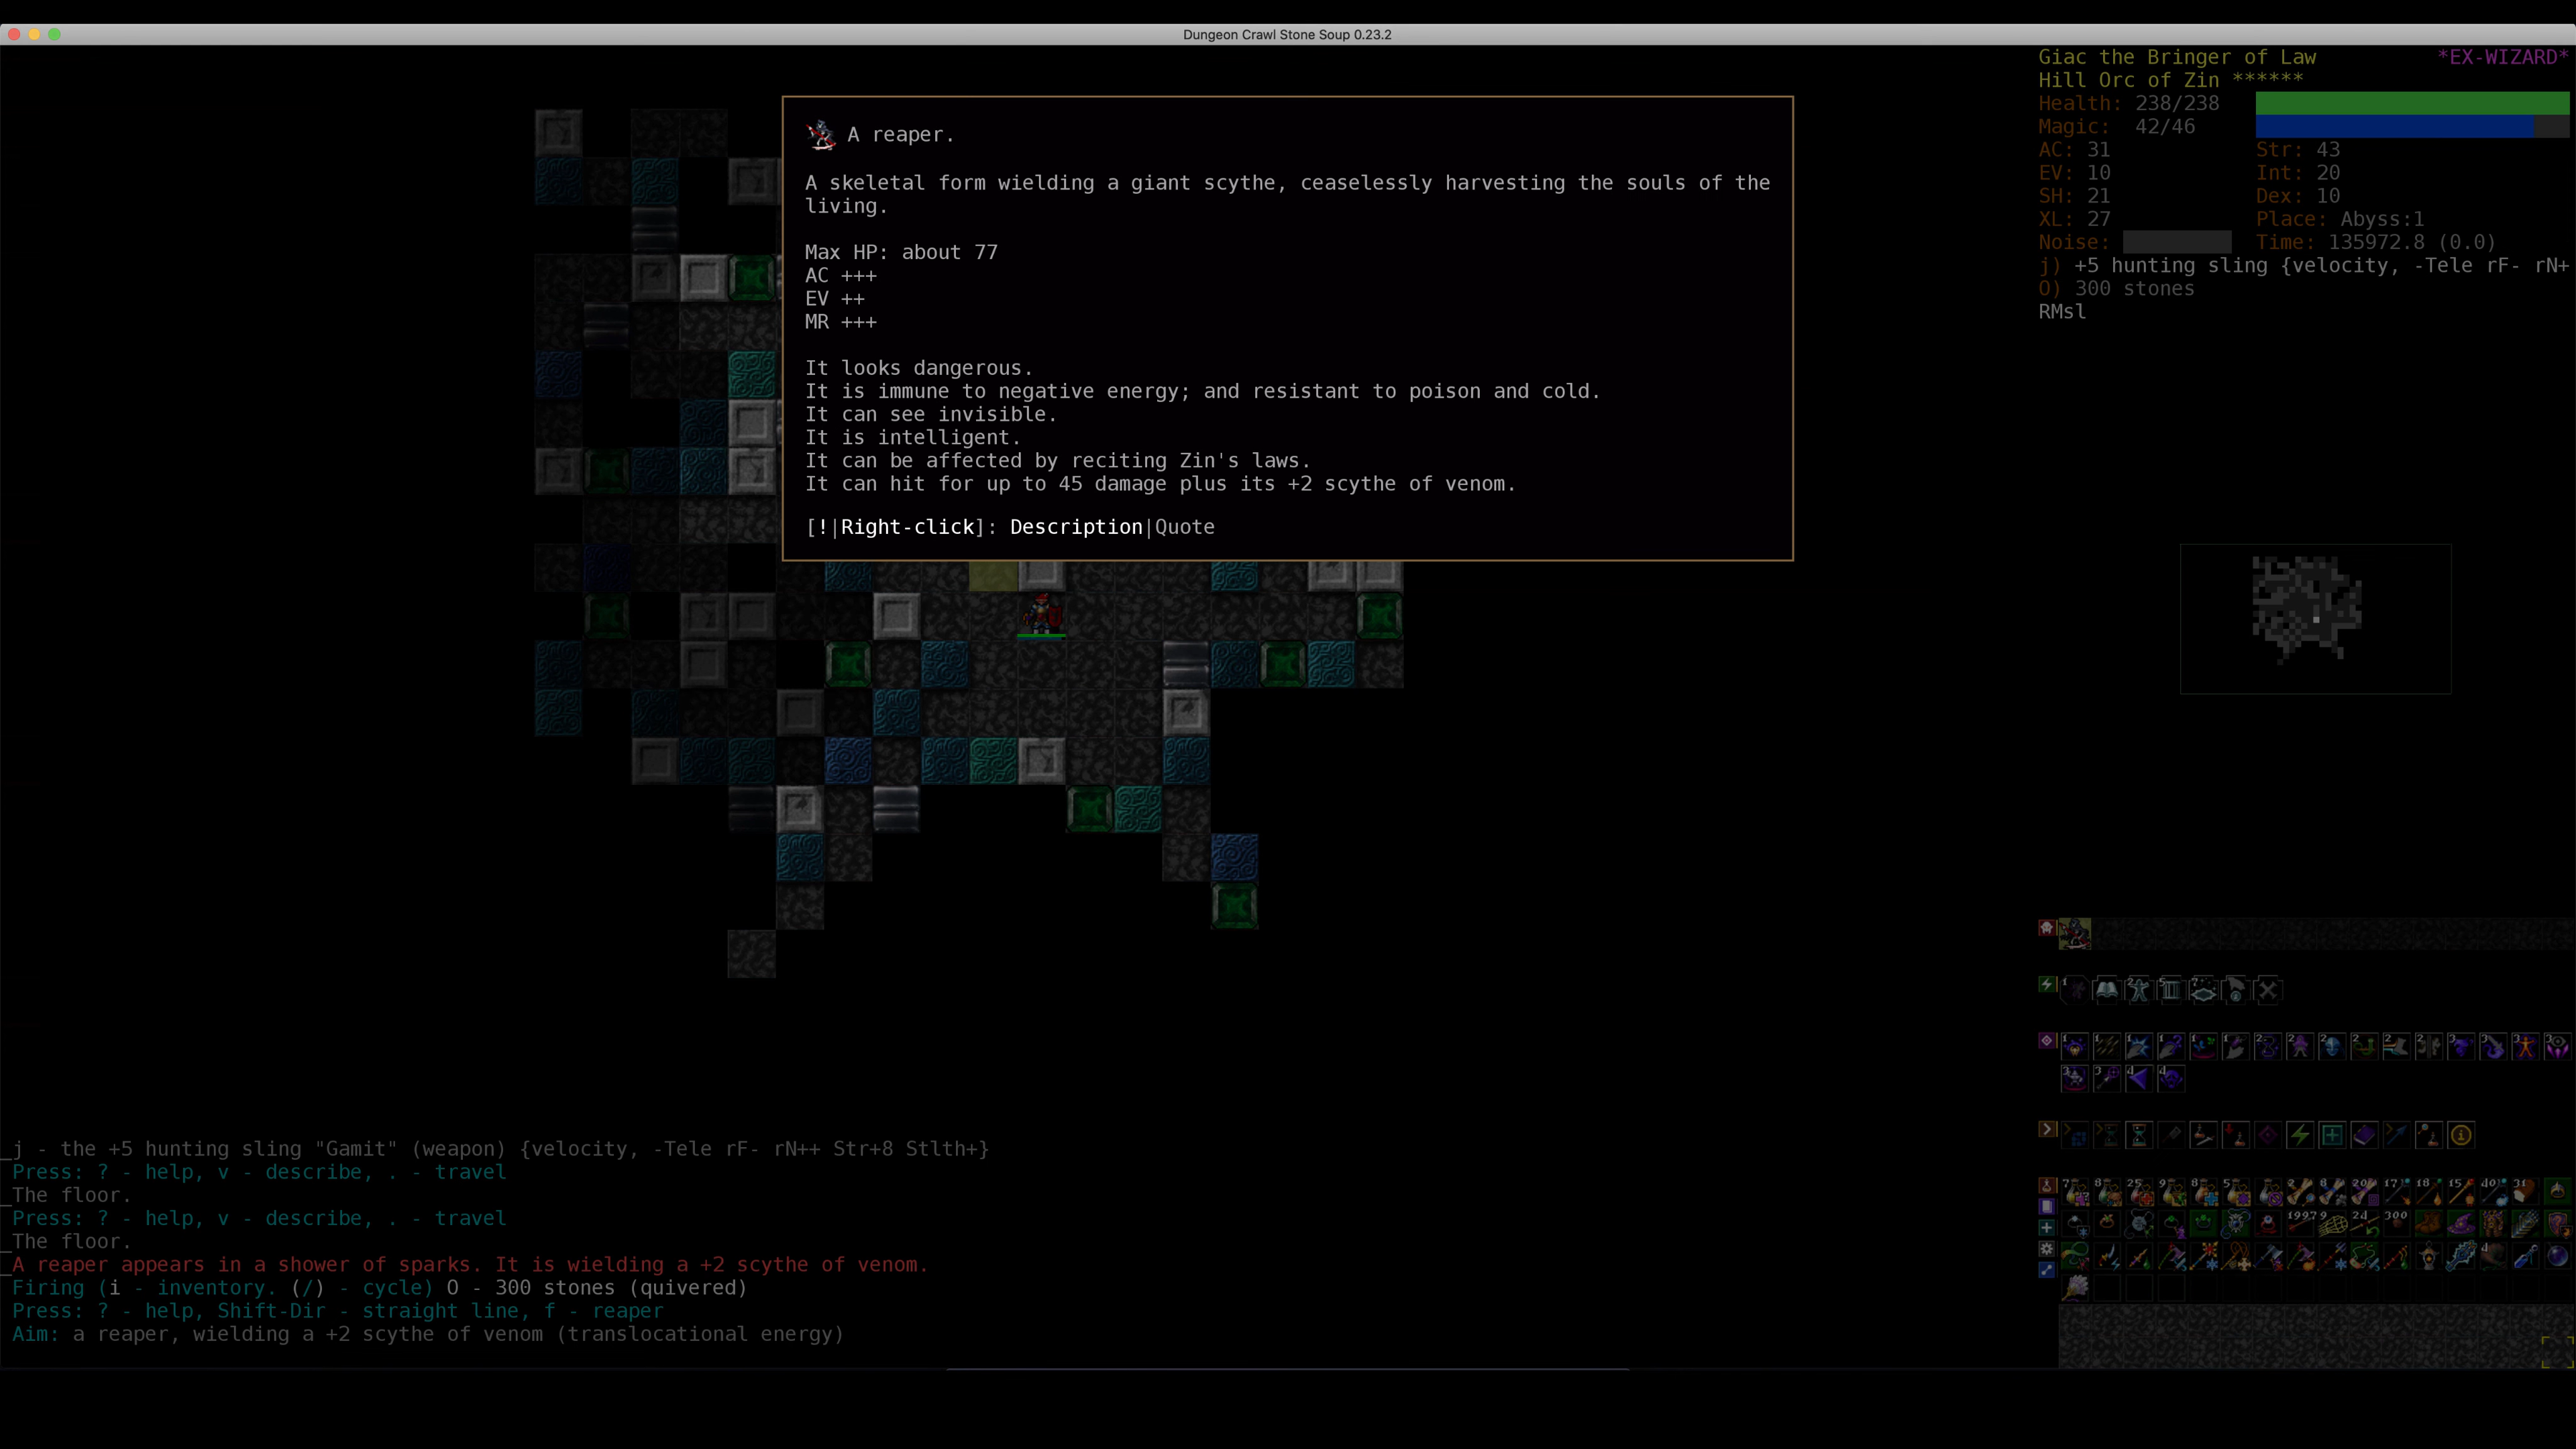 Dungeon Crawl Stone Soup 0.23.2
Giac the Bringer of Law *EX-WIZARD*
Hill Orc of Zin ******
Health: 238/238
Magic: 42/46
AC: 31 Str: 43
EV: 10 Int: 20
SH: 21 Dex: 10
XL: 27 Place: Abyss:1
Noise: Time: 135972.8 (0.0)
j) +5 hunting sling {velocity, -Tele rF- rN+
O) 300 stones
RMsl
A reaper.
A skeletal form wielding a giant scythe, ceaselessly harvesting the souls of the
living.
Max HP: about 77
AC +++
EV ++
MR +++
It looks dangerous.
It is immune to negative energy; and resistant to poison and cold.
It can see invisible.
It is intelligent.
It can be affected by reciting Zin's laws.
It can hit for up to 45 damage plus its +2 scythe of venom.
[!|Right-click]: Description|Quote
_j - the +5 hunting sling "Gamit" (weapon) {velocity, -Tele rF- rN++ Str+8 Stlth+}
Press: ? - help, v - describe, . - travel
_The floor.
Press: ? - help, v - describe, . - travel
_The floor.
_A reaper appears in a shower of sparks. It is wielding a +2 scythe of venom.
Firing (i - inventory. (/) - cycle) O - 300 stones (quivered)
Press: ? - help, Shift-Dir - straight line, f - reaper
Aim: a reaper, wielding a +2 scythe of venom (translocational energy)